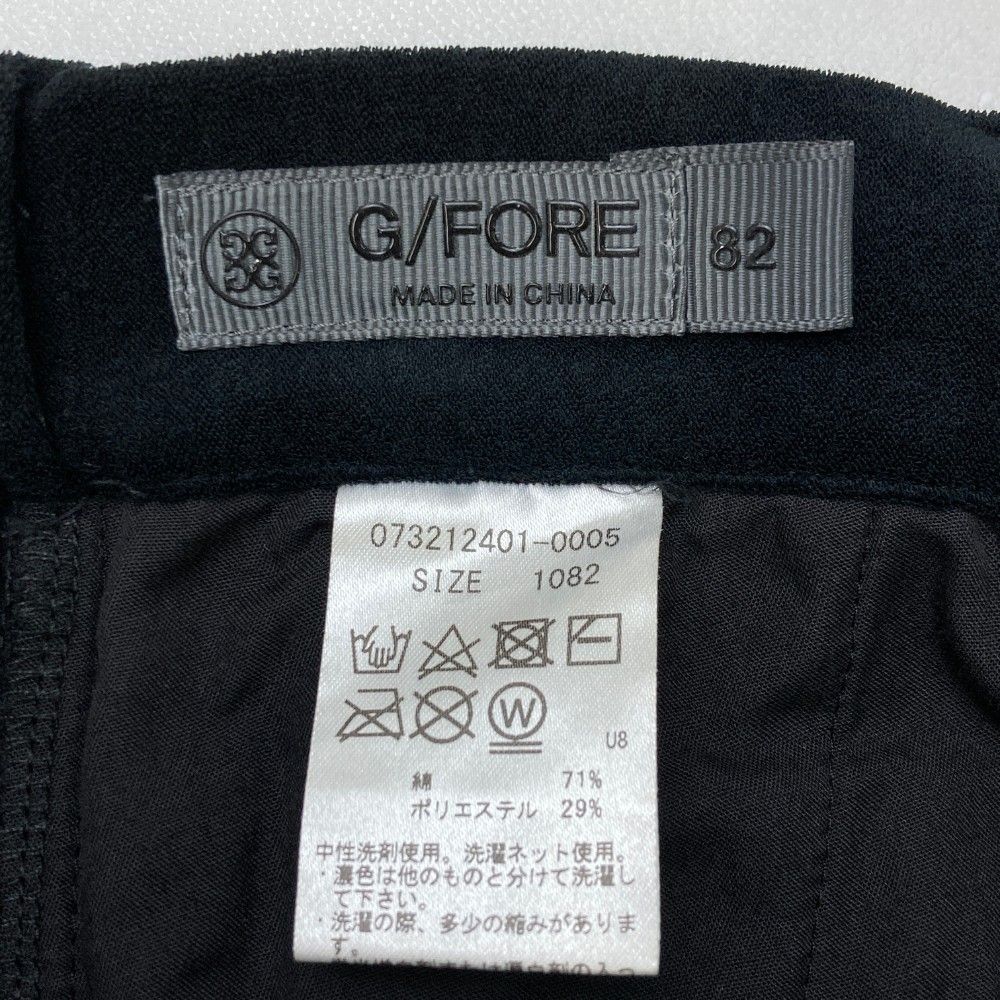 G/FORE
MADE IN CHINA
82
073212401-0005
SIZE 1082
W
U8
綿 71%
ポリエステル 29%
中性洗剤使用。洗濯ネット使用。
・濃色は他のものと分けて洗濯し
て下さい。
・洗濯の際、多少の縮みがありま
す。